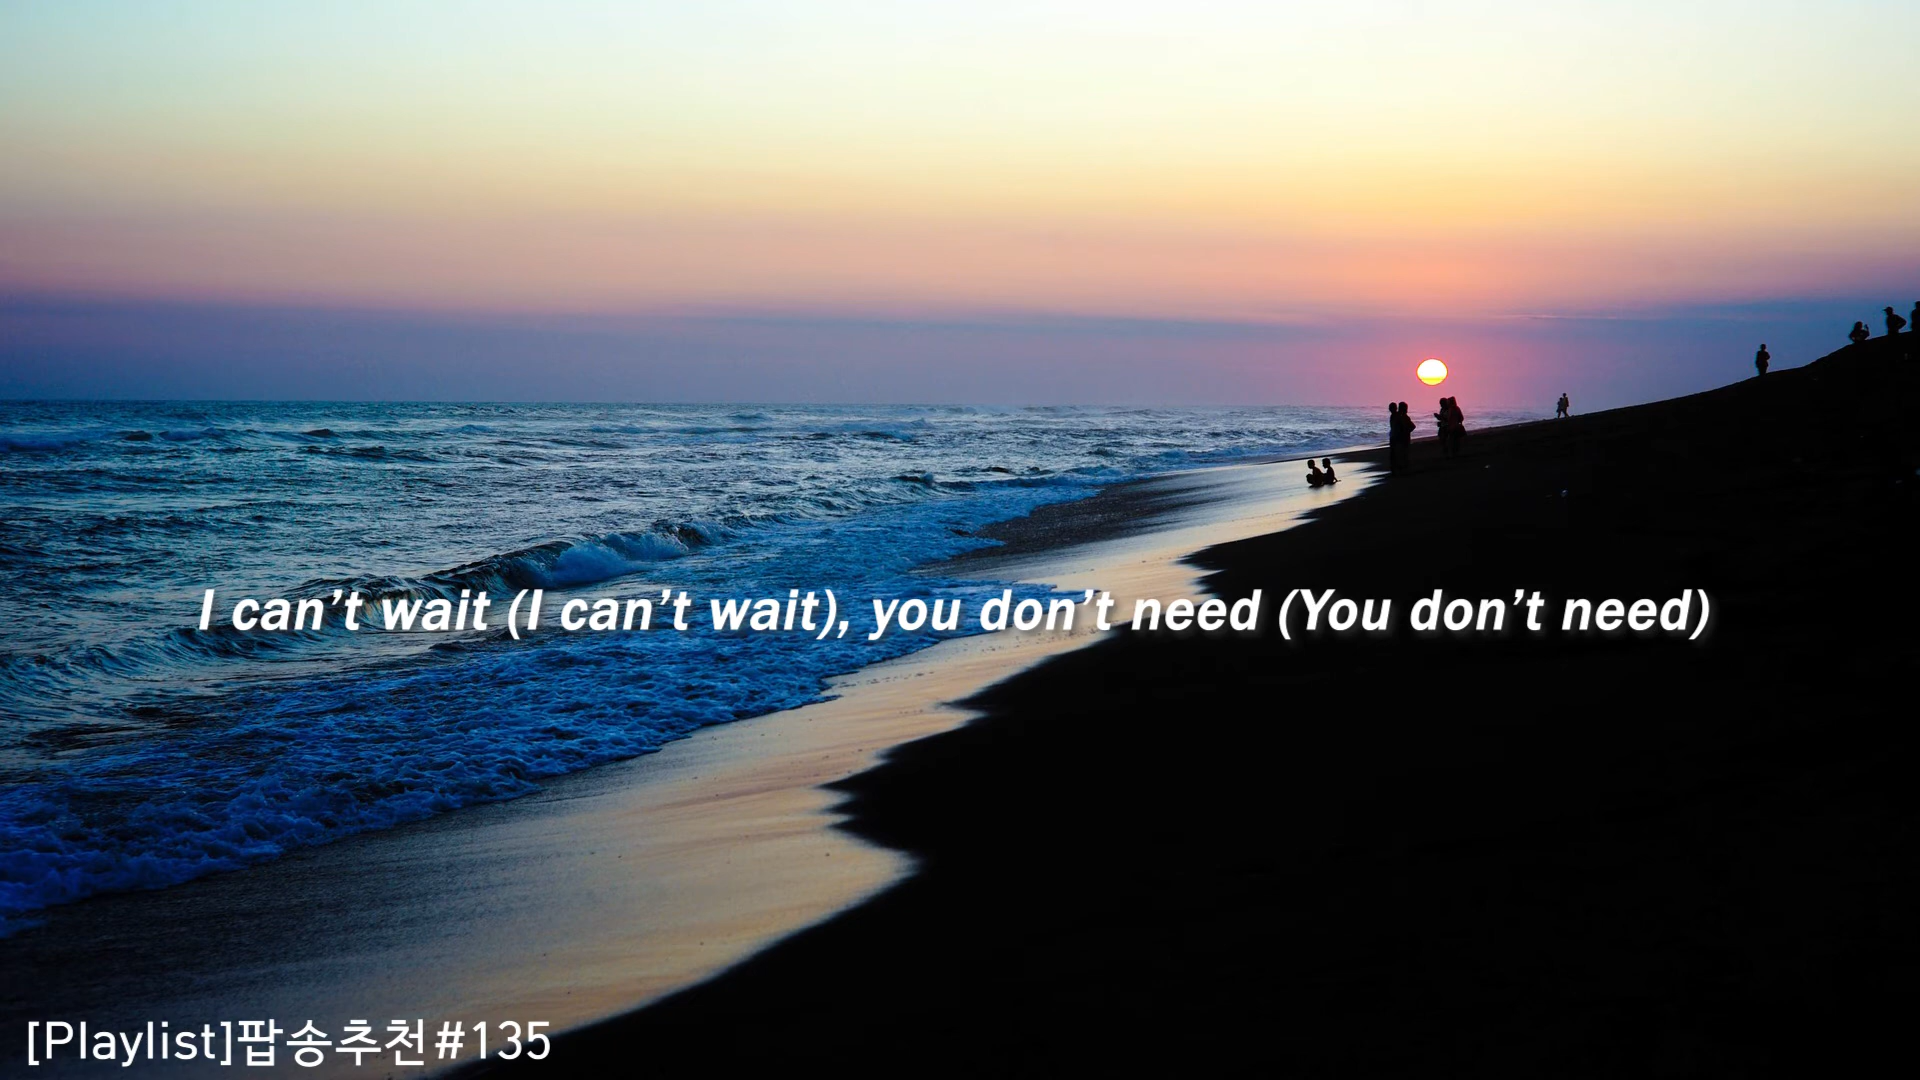 I can’t wait (I can’t wait), you don’t need (You don’t need)
[Playlist]팝송추천#135